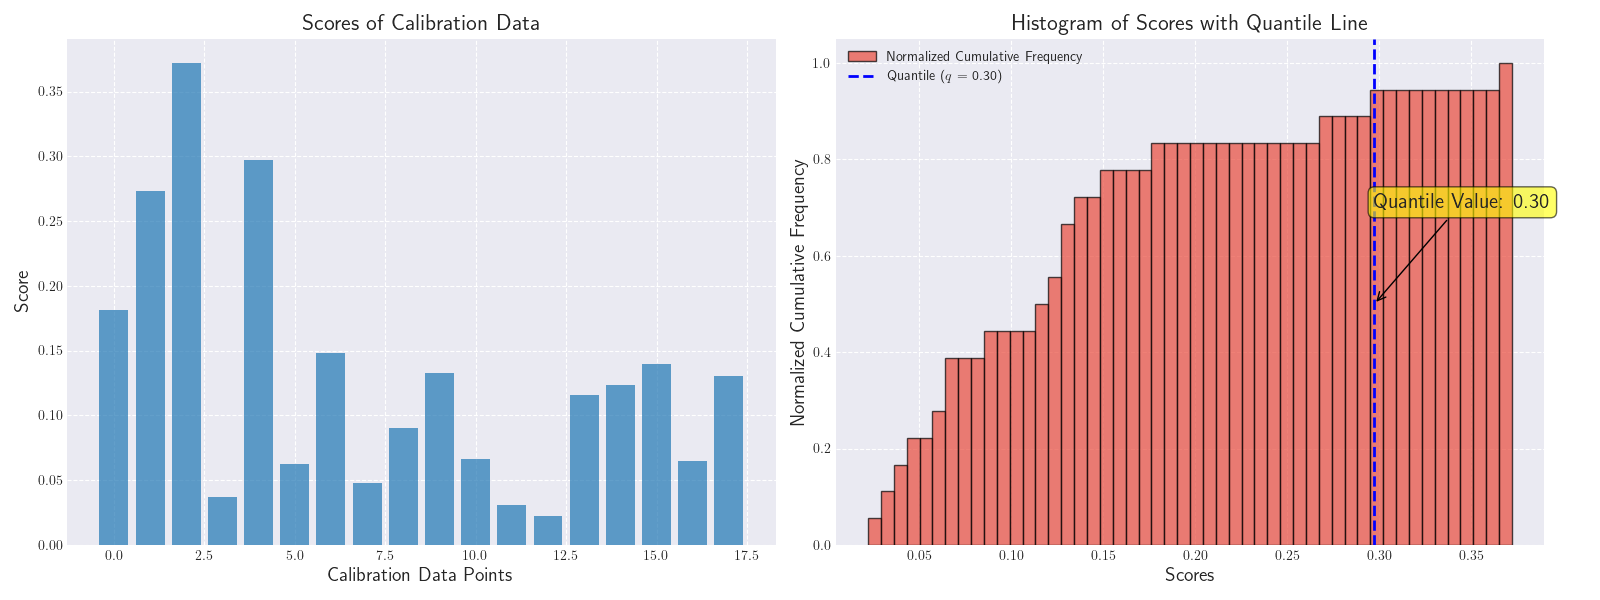 Scores of Calibration Data
Score
0.35
0.30
0.25
0.20
0.15
0.10
0.05
0.00
0.0 2.5 5.0 7.5 10.0 12.5 15.0 17.5
Calibration Data Points
Histogram of Scores with Quantile Line
Normalized Cumulative Frequency
Quantile (q = 0.30)
Normalized Cumulative Frequency
1.0
0.8
0.6
0.4
0.2
0.0
Quantile Value: 0.30
0.05 0.10 0.15 0.20 0.25 0.30 0.35
Scores